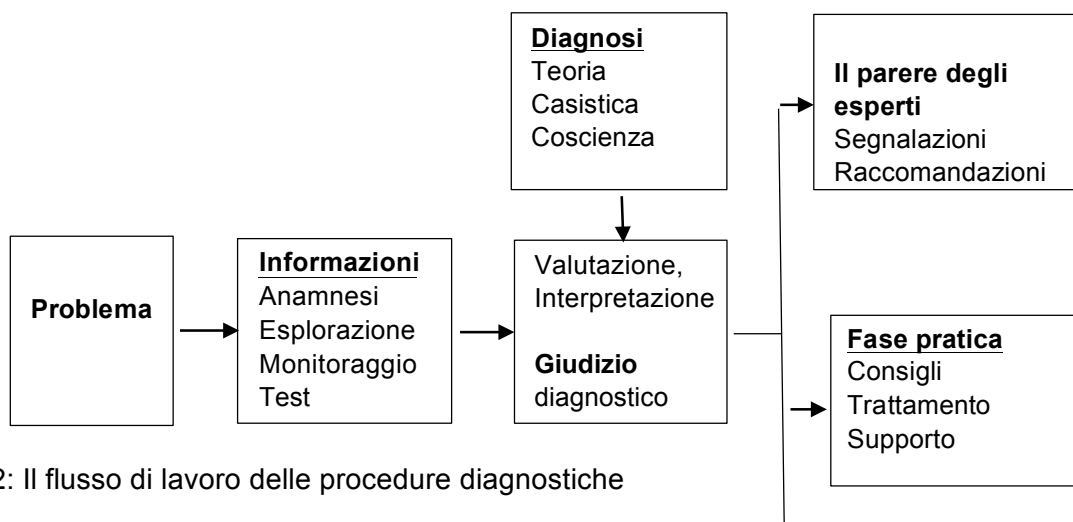 Diagnosi
Teoria
Casistica
Coscienza
Il parere degli
esperti
Segnalazioni
Raccomandazioni
Problema
Informazioni
Anamnesi
Esplorazione
Monitoraggio
Test
Valutazione,
Interpretazione
Giudizio
diagnostico
Fase pratica
Consigli
Trattamento
Supporto
2: Il flusso di lavoro delle procedure diagnostiche